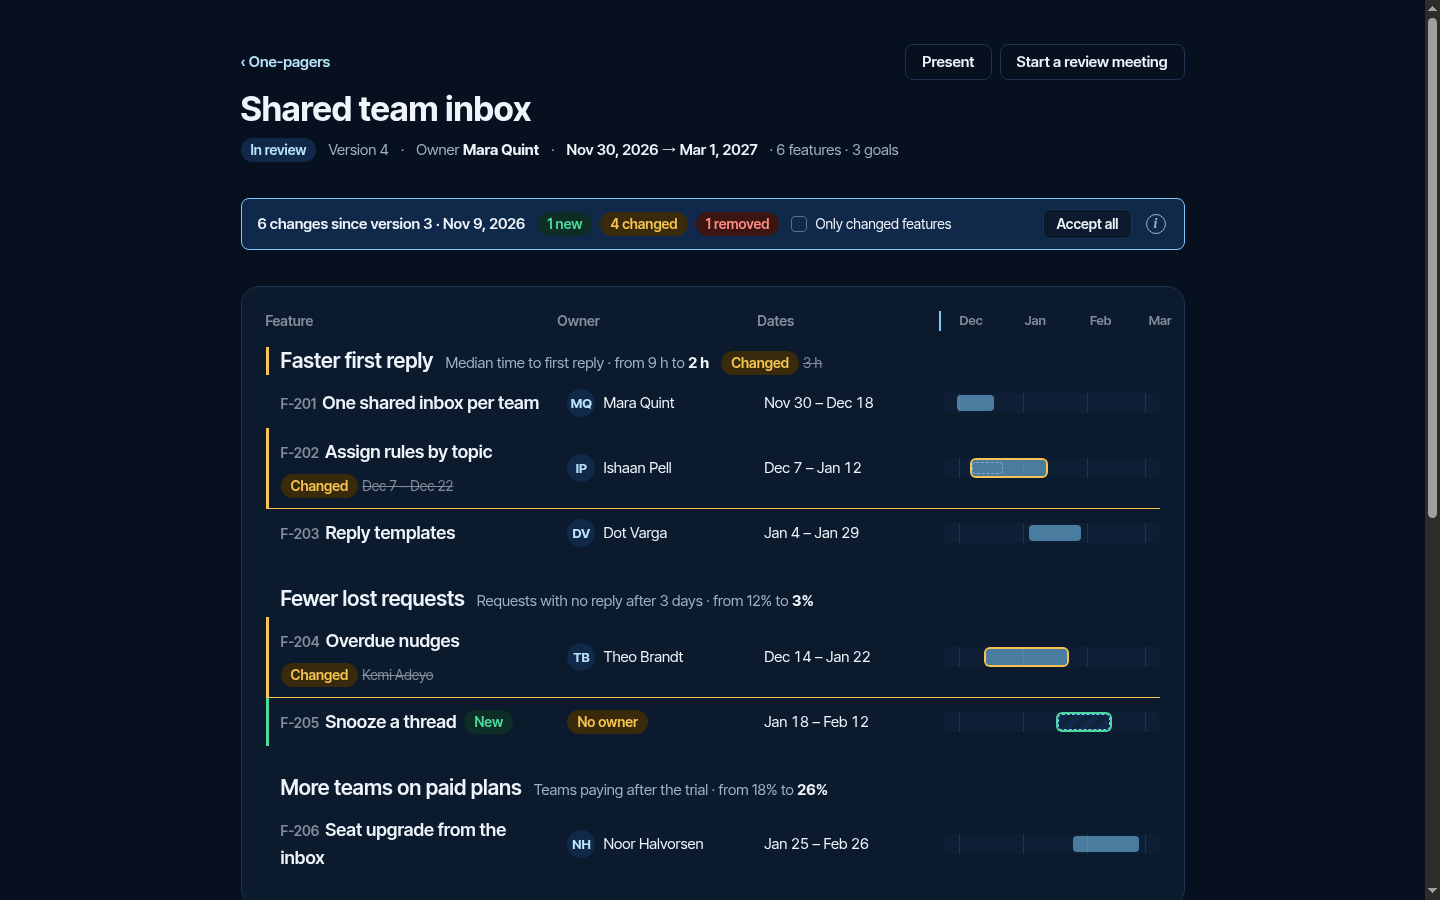 ‹ One-pagers
Present
Start a review meeting
Shared team inbox
In review Version 4 · Owner Mara Quint · Nov 30, 2026 → Mar 1, 2027 · 6 features · 3 goals
6 changes since version 3 · Nov 9, 2026 1 new 4 changed 1 removed Only changed features Accept all i
Feature Owner Dates Dec Jan Feb Mar
Faster first reply Median time to first reply · from 9 h to 2 h Changed 3 h
F-201 One shared inbox per team MQ Mara Quint Nov 30 – Dec 18
F-202 Assign rules by topic
Changed Dec 7 – Dec 22
IP Ishaan Pell Dec 7 – Jan 12
F-203 Reply templates DV Dot Varga Jan 4 – Jan 29
Fewer lost requests Requests with no reply after 3 days · from 12% to 3%
F-204 Overdue nudges
Changed Kemi Adeyo
TB Theo Brandt Dec 14 – Jan 22
F-205 Snooze a thread New No owner Jan 18 – Feb 12
More teams on paid plans Teams paying after the trial · from 18% to 26%
F-206 Seat upgrade from the
inbox
NH Noor Halvorsen Jan 25 – Feb 26